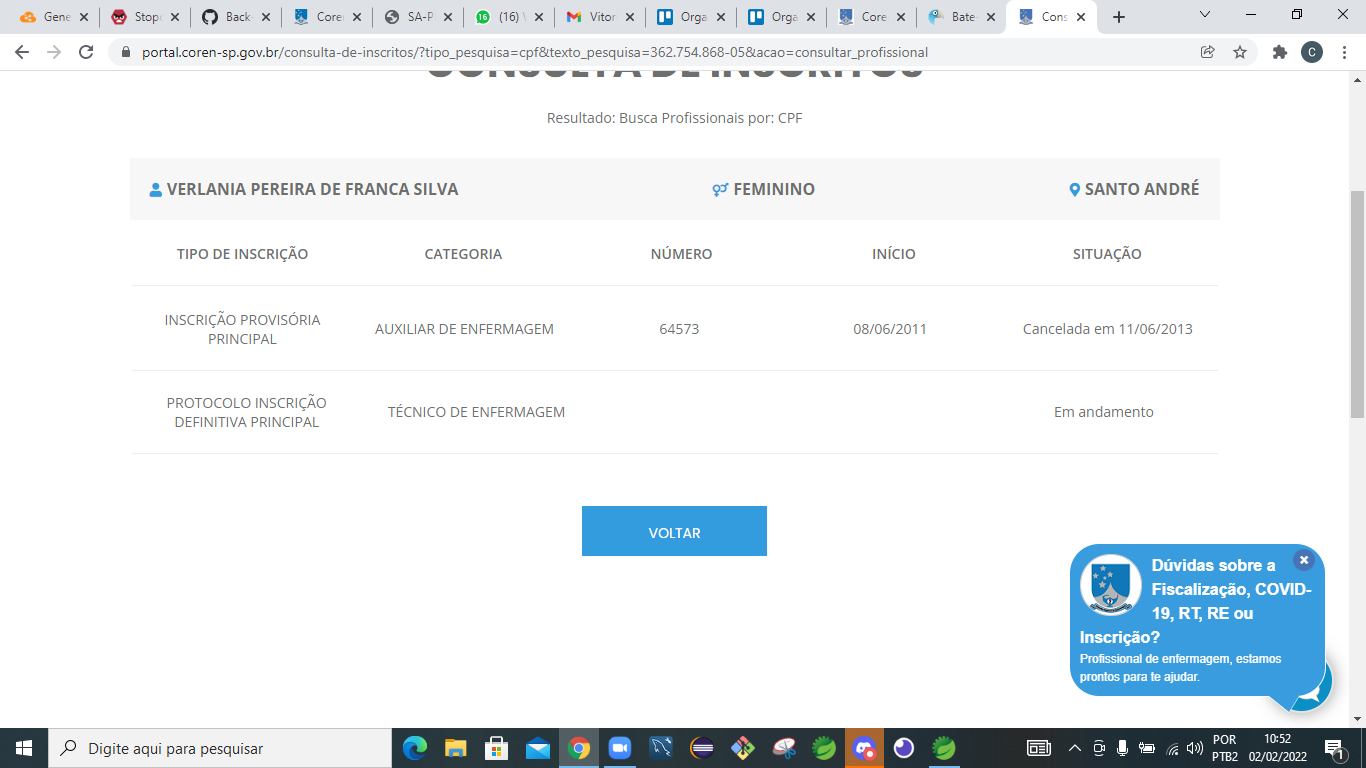 Gene
Stopo
Back
Core
SA-P
(16)
Vitor
Orga
Orga
Core
Bate-
Cons
portal.coren-sp.gov.br/consulta-de-inscritos/?tipo_pesquisa=cpf&texto_pesquisa=362.754.868-05&acao=consultar_profissional
C
CONSULTA DE INSCRITOS
Resultado: Busca Profissionais por: CPF
VERLANIA PEREIRA DE FRANCA SILVA FEMININO SANTO ANDRÉ
TIPO DE INSCRIÇÃO CATEGORIA NÚMERO INÍCIO SITUAÇÃO
INSCRIÇÃO PROVISÓRIA
PRINCIPAL
AUXILIAR DE ENFERMAGEM 64573 08/06/2011 Cancelada em 11/06/2013
PROTOCOLO INSCRIÇÃO
DEFINITIVA PRINCIPAL
TÉCNICO DE ENFERMAGEM Em andamento
VOLTAR
Dúvidas sobre a
Fiscalização, COVID-
19, RT, RE ou
Inscrição?
Profissional de enfermagem, estamos
prontos para te ajudar.
Digite aqui para pesquisar
POR
PTB2
10:52
02/02/2022
1